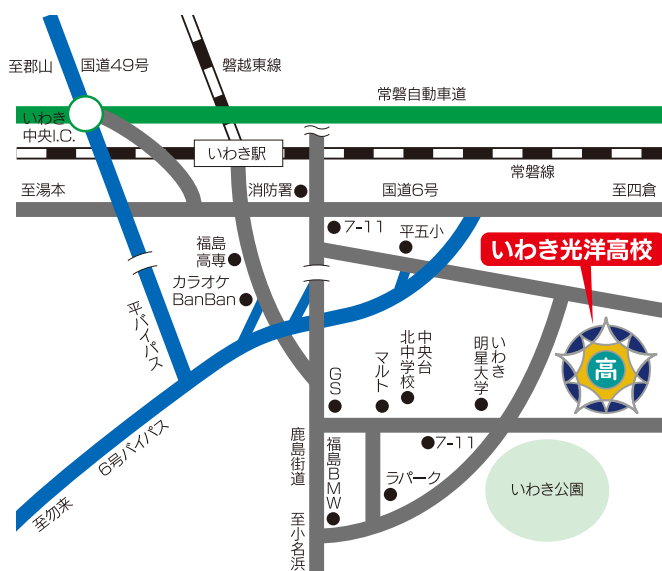 至郡山
国道49号
磐越東線
常磐自動車道
いわき
中央I.C.
いわき駅
常磐線
至湯本
消防署
国道6号
至四倉
7-11
平五小
福島
高専
いわき光洋高校
カラオケ
BanBan
平バイパス
高
GS
マルト
中央台
北中学校
いわき
明星大学
6号バイパス
鹿島街道
福島BMW
7-11
ラパーク
いわき公園
至勿来
至小名浜